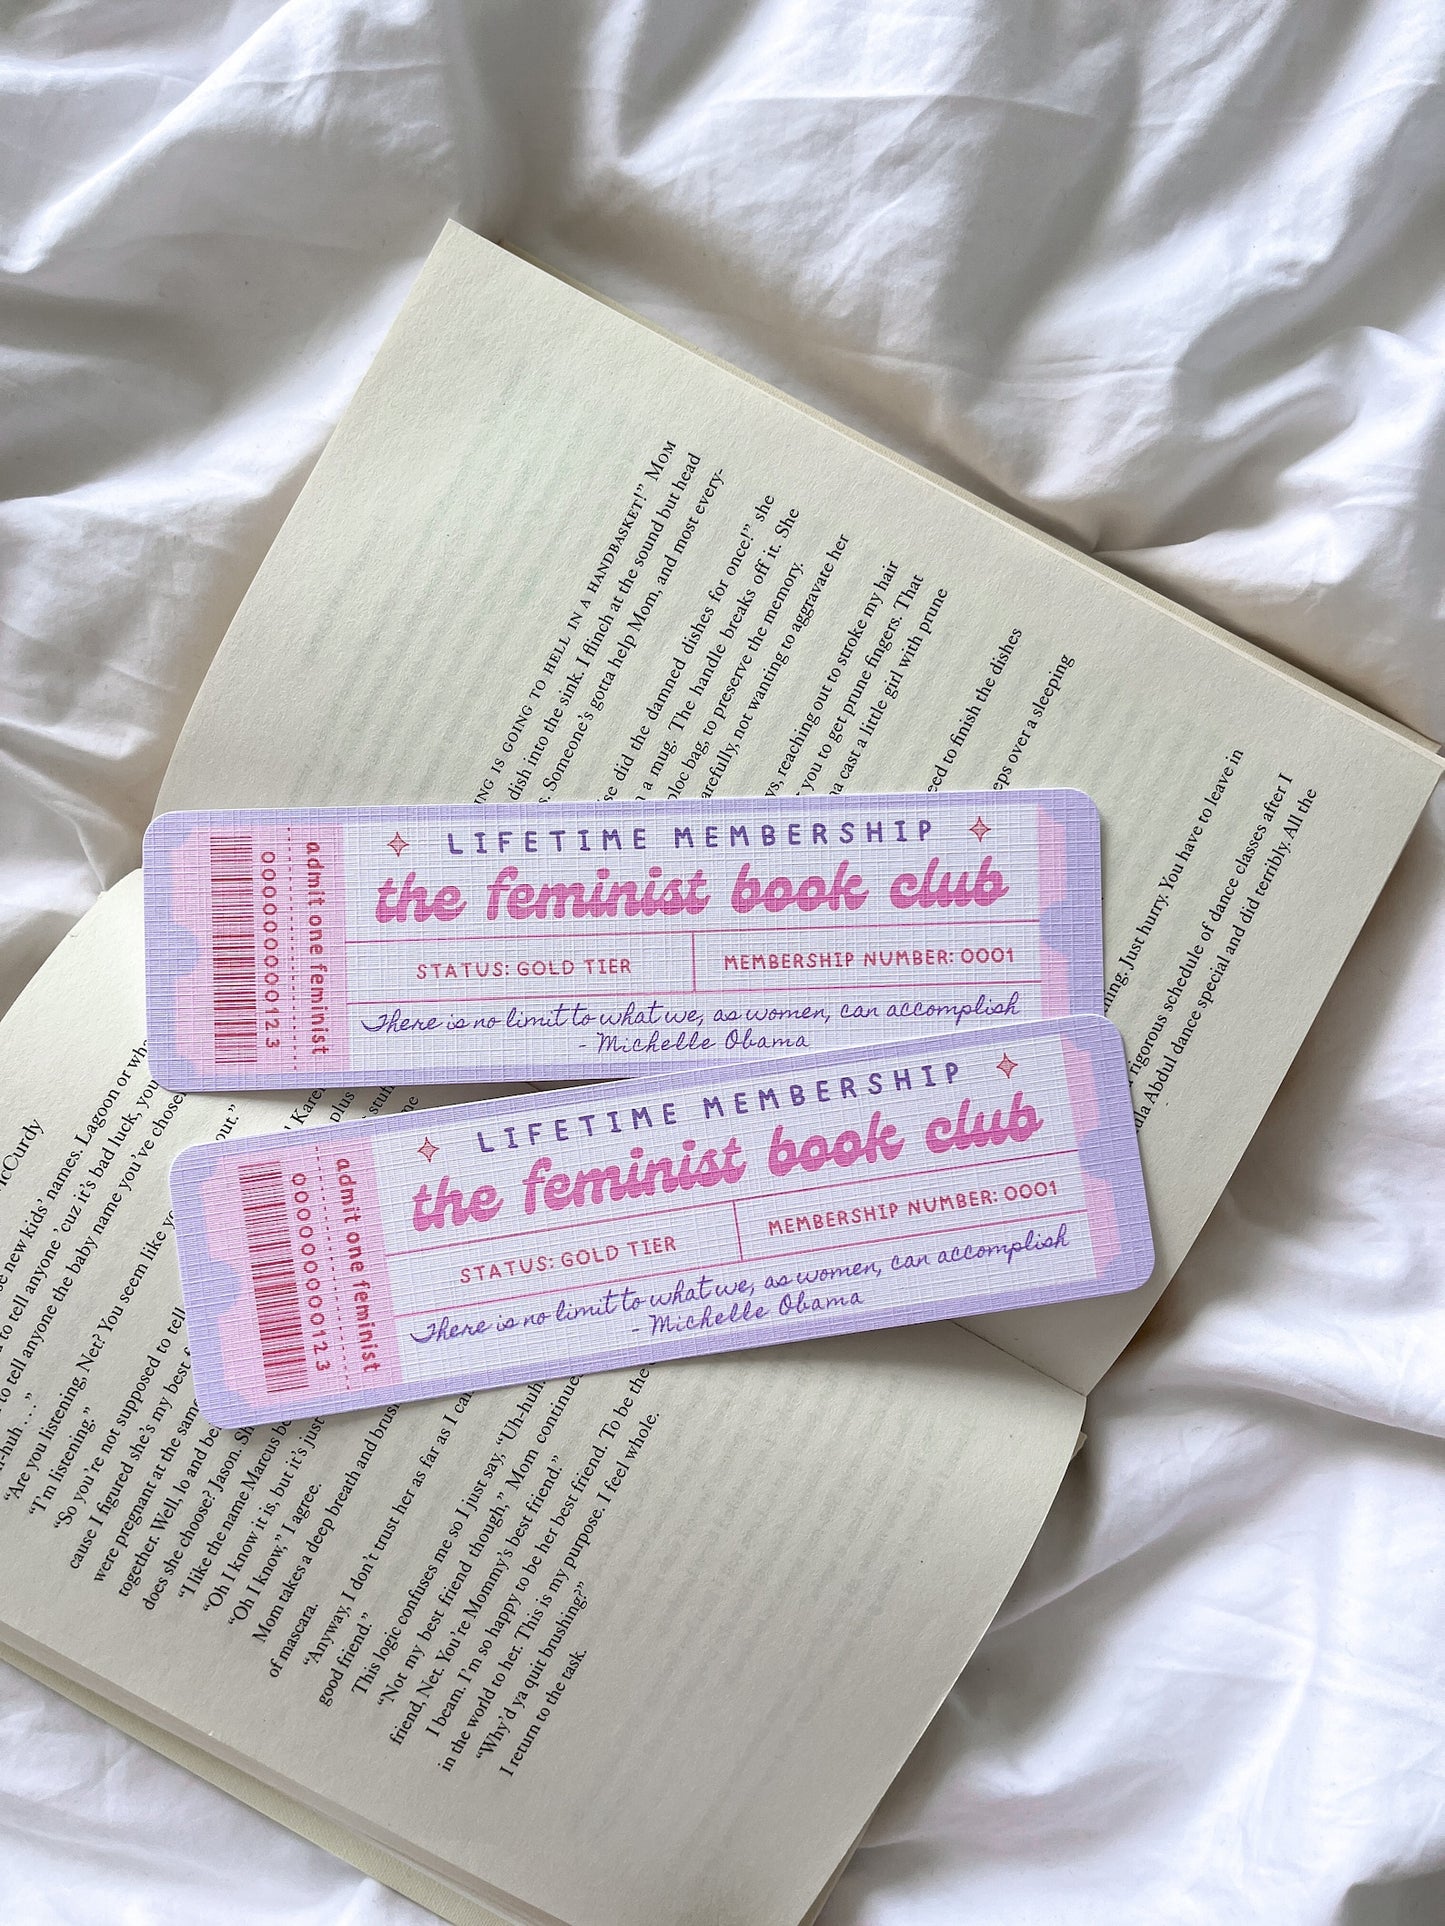 LIFETIME MEMBERSHIP
the feminist book club
STATUS: GOLD TIER
MEMBERSHIP NUMBER: 0001
There is no limit to what we, as women, can accomplish
- Michelle Obama
admit one feminist
0000000000123
LIFETIME MEMBERSHIP
the feminist book club
STATUS: GOLD TIER
MEMBERSHIP NUMBER: 0001
There is no limit to what we, as women, can accomplish
- Michelle Obama
admit one feminist
0000000000123
IS GOING TO HELL IN A HANDBASKET!” MOM
dish into the sink. I flinch at the sound but head
Someone’s gotta help Mom, and most every-
did the damned dishes for once!” she
a mug. The handle breaks off it. She
bag, to preserve the memory.
not wanting to aggravate her
reaching out to stroke my hair
you to get prune fingers. That
cast a little girl with prune
to finish the dishes
over a sleeping
Just hurry. You have to leave in
rigorous schedule of dance classes after I
Abdul dance special and did terribly. All the
new kids’ names. Lagoon or
to tell anyone ’cuz it’s bad luck, you
to tell anyone the baby name you’ve
. . .”
“Are you listening, Net? You seem like
“I’m listening.”
“So you’re not supposed to tell
cause I figured she’s my best
were pregnant at the same
together. Well, lo and
does she choose? Jason.
“I like the name Marcus
“Oh I know it is, but it’s just
“Oh I know,” I agree.
Mom takes a deep breath and
of mascara.
“Anyway, I don’t trust her as far as I
good friend.”
This logic confuses me so I just say, “Uh-huh.
“Not my best friend though,” Mom
friend, Net. You’re Mommy’s best friend.”
I beam. I’m so happy to be her best friend. To be the
in the world to her. This is my purpose. I feel whole.
“Why’d ya quit brushing?”
I return to the task.